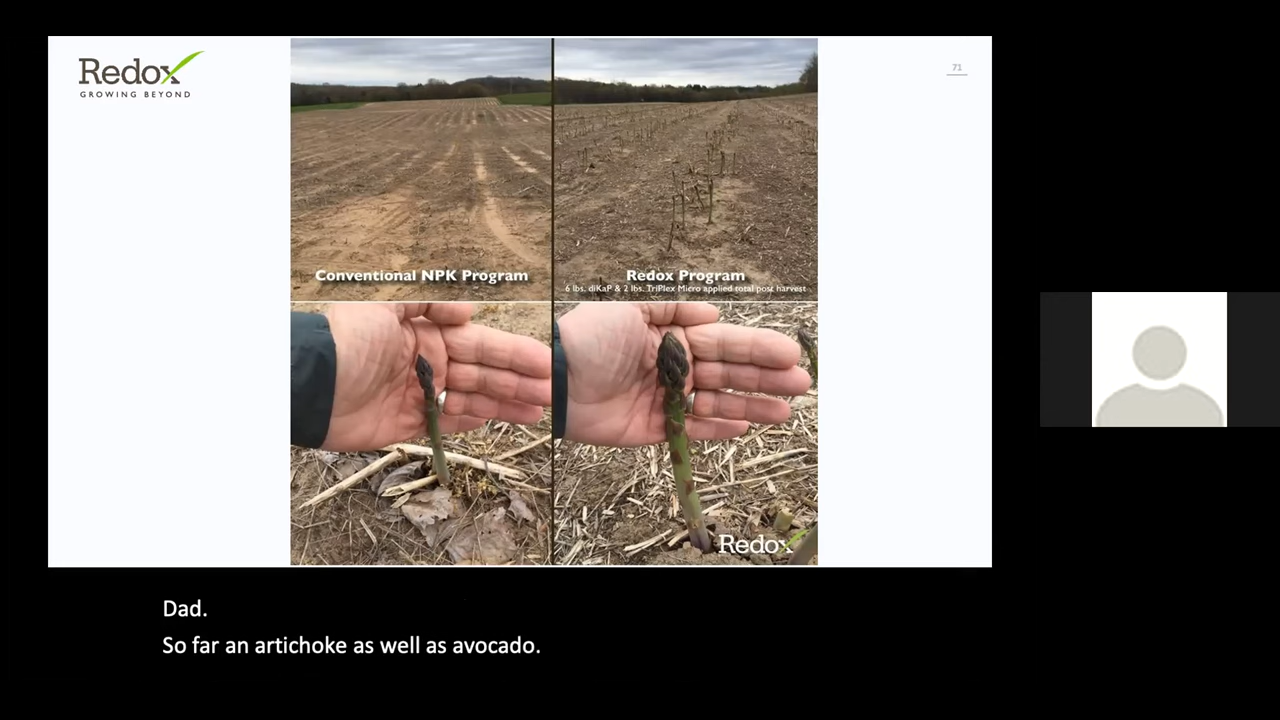 Redox
GROWING BEYOND
71
Conventional NPK Program
Redox Program
6 lbs. diKaP & 2 lbs. TriPlex Micro applied total post harvest
Redox
Dad.
So far an artichoke as well as avocado.